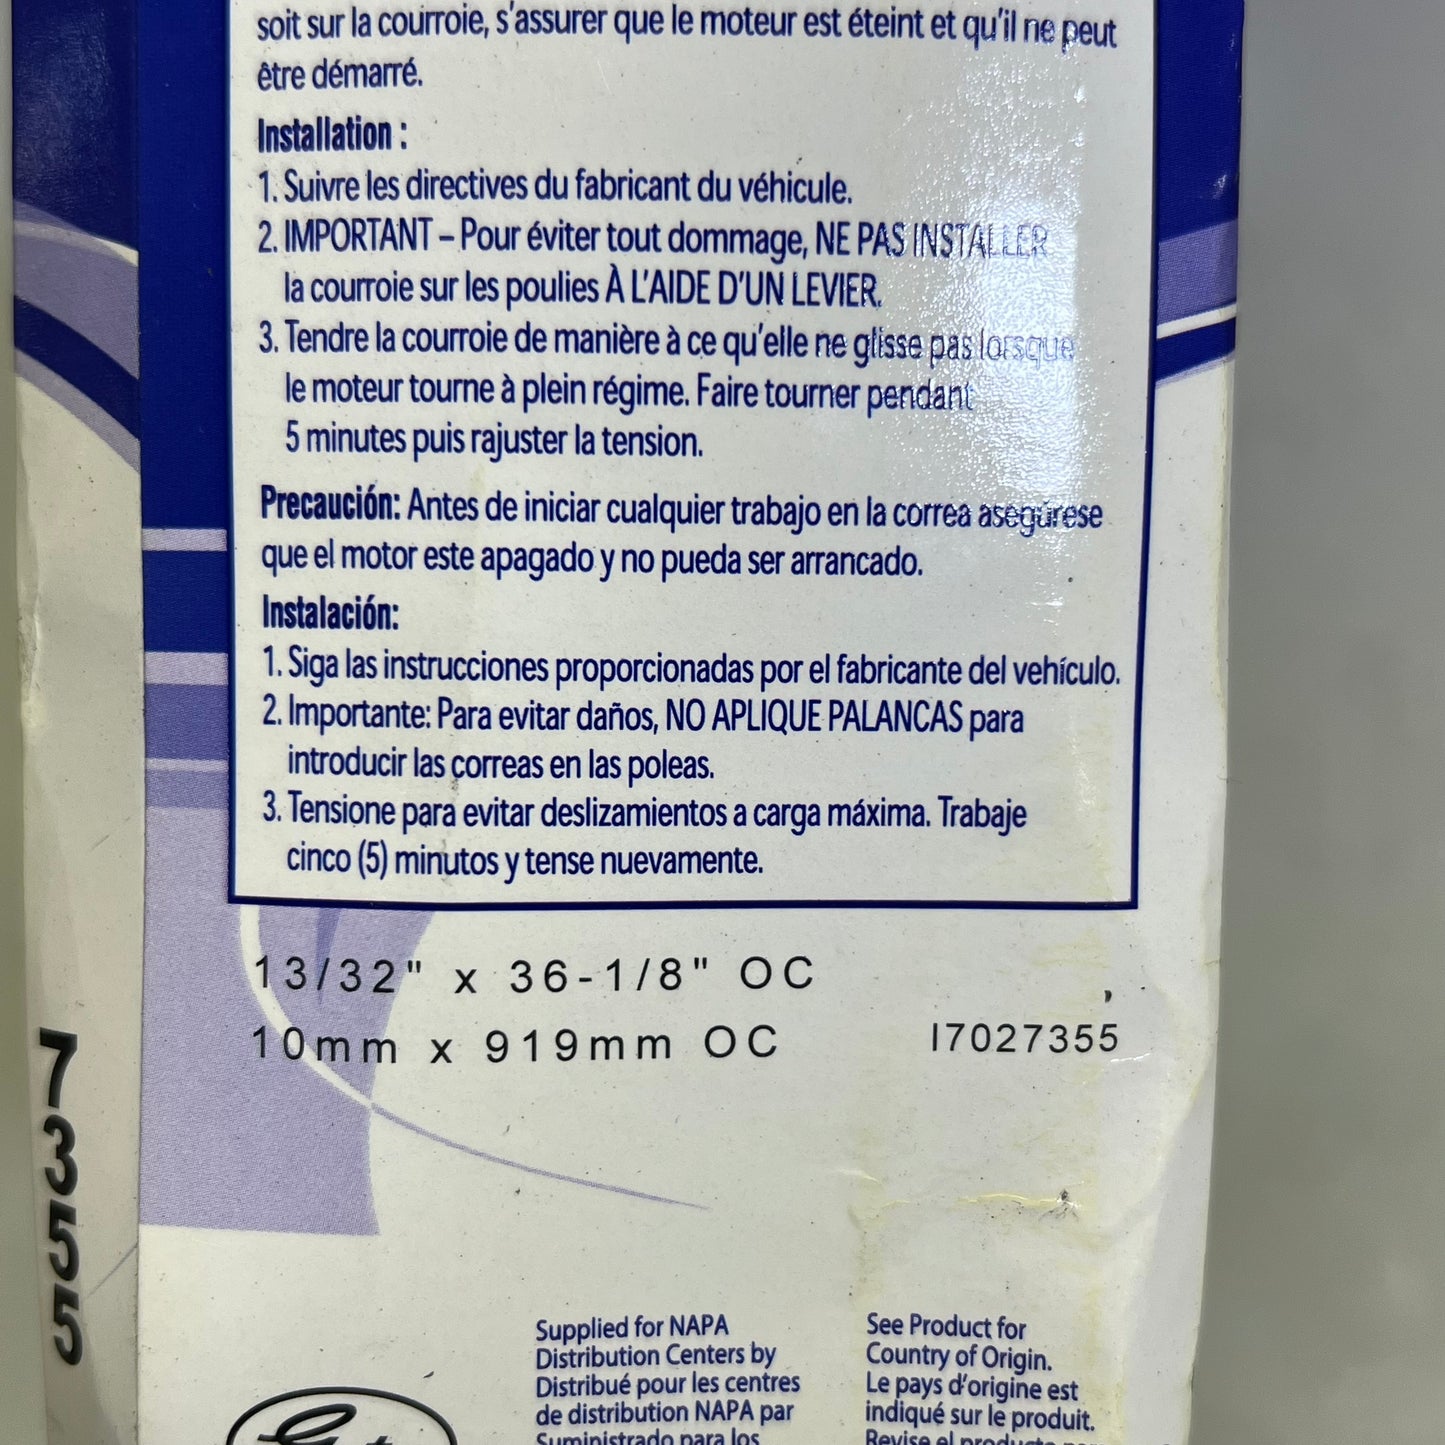 soit sur la courroie, s'assurer que le moteur est éteint et qu'il ne peut
être démarré.
Installation :
1. Suivre les directives du fabricant du véhicule.
2. IMPORTANT – Pour éviter tout dommage, NE PAS INSTALLER
la courroie sur les poulies À L'AIDE D'UN LEVIER.
3. Tendre la courroie de manière à ce qu'elle ne glisse pas lorsque
le moteur tourne à plein régime. Faire tourner pendant
5 minutes puis rajuster la tension.
Precaución: Antes de iniciar cualquier trabajo en la correa asegúrese
que el motor este apagado y no pueda ser arrancado.
Instalación:
1. Siga las instrucciones proporcionadas por el fabricante del vehículo.
2. Importante: Para evitar daños, NO APLIQUE PALANCAS para
introducir las correas en las poleas.
3. Tensione para evitar deslizamientos a carga máxima. Trabaje
cinco (5) minutos y tense nuevamente.
13/32" x 36-1/8" OC
10mm x 919mm OC
I7027355
7355
Supplied for NAPA
Distribution Centers by
Distribué pour les centres
de distribution NAPA par
Suministrado para los
See Product for
Country of Origin.
Le pays d'origine est
indiqué sur le produit.
Revise el producto